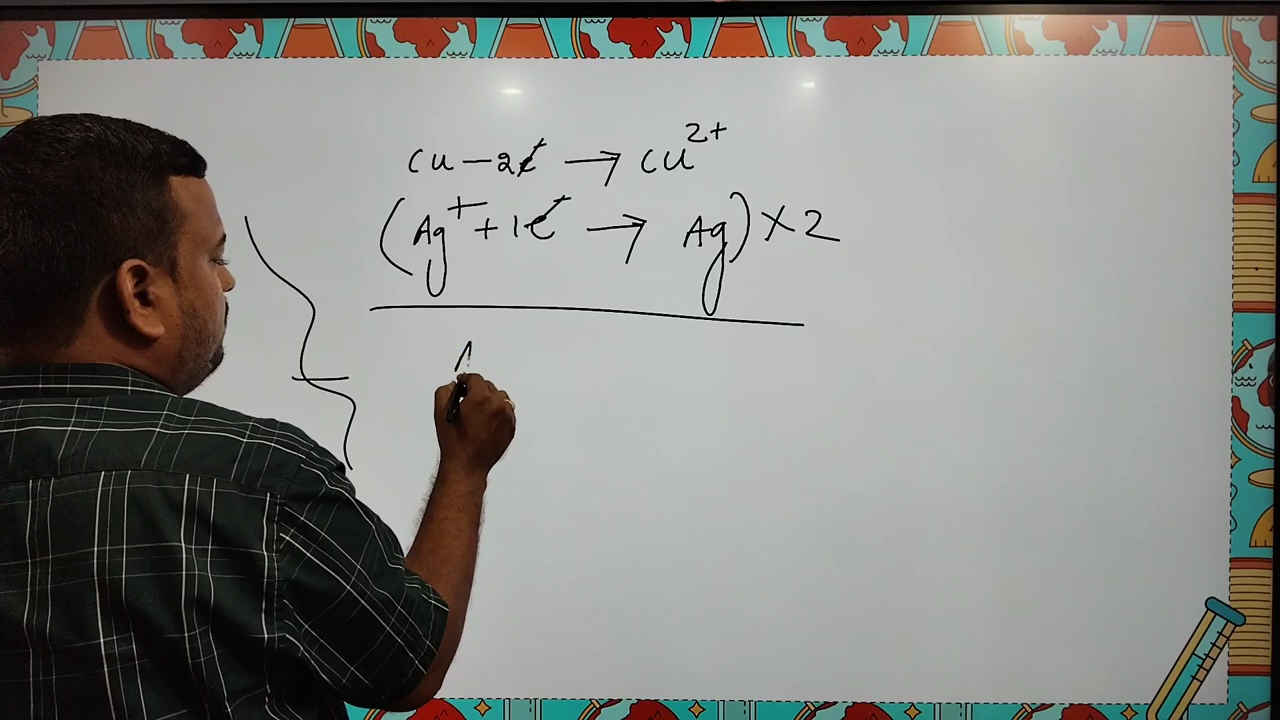 Cu – 2e → Cu²⁺
(Ag⁺ + 1e → Ag) × 2